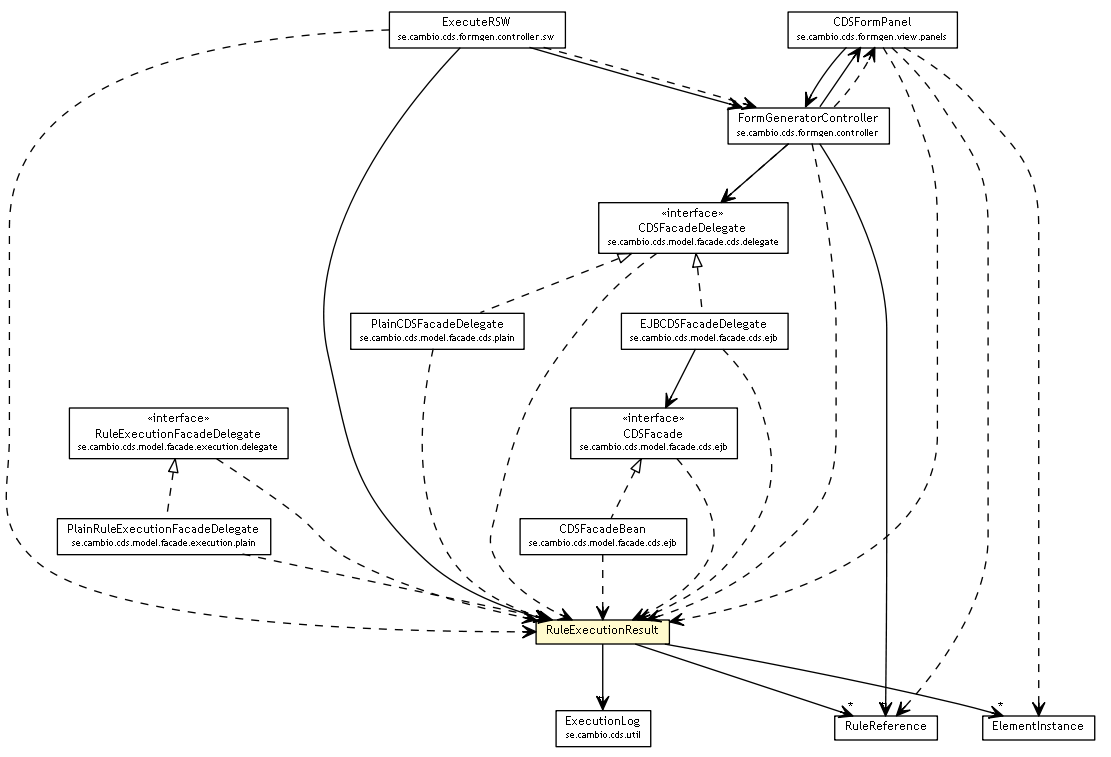 ExecuteRSW
se.cambio.cds.formgen.controller.sw
CDSFormPanel
se.cambio.cds.formgen.view.panels
FormGeneratorController
se.cambio.cds.formgen.controller
«interface»
CDSFacadeDelegate
se.cambio.cds.model.facade.cds.delegate
PlainCDSFacadeDelegate
se.cambio.cds.model.facade.cds.plain
EJBCDSFacadeDelegate
se.cambio.cds.model.facade.cds.ejb
«interface»
RuleExecutionFacadeDelegate
se.cambio.cds.model.facade.execution.delegate
«interface»
CDSFacade
se.cambio.cds.model.facade.cds.ejb
PlainRuleExecutionFacadeDelegate
se.cambio.cds.model.facade.execution.plain
CDSFacadeBean
se.cambio.cds.model.facade.cds.ejb
RuleExecutionResult
ExecutionLog
se.cambio.cds.util
*
RuleReference
*
ElementInstance